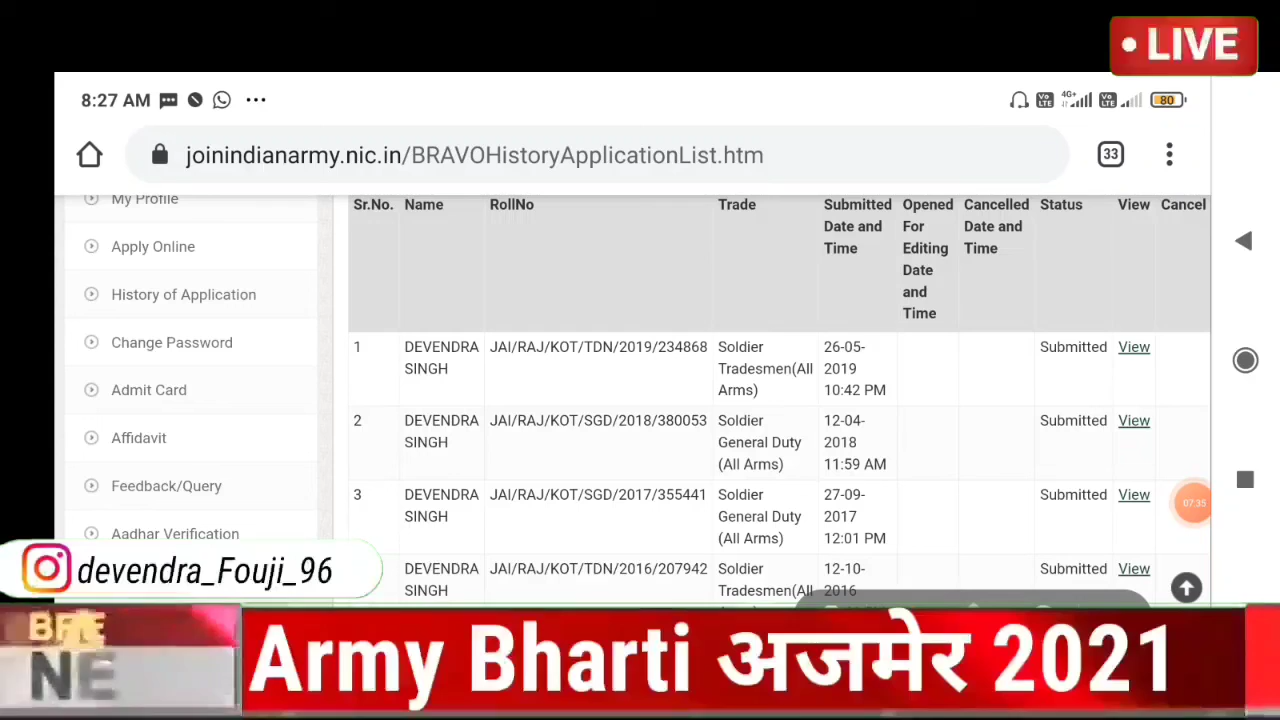 LIVE
8:27 AM
4G+
80
joinindianarmy.nic.in/BRAVOHistoryApplicationList.htm
33
My Profile
Apply Online
History of Application
Change Password
Admit Card
Affidavit
Feedback/Query
Aadhar Verification
Sr.No. Name RollNo Trade Submitted Date and Time Opened For Editing Date and Time Cancelled Date and Time Status View Cancel
1 DEVENDRA SINGH JAI/RAJ/KOT/TDN/2019/234868 Soldier Tradesmen(All Arms) 26-05-2019 10:42 PM Submitted View
2 DEVENDRA SINGH JAI/RAJ/KOT/SGD/2018/380053 Soldier General Duty (All Arms) 12-04-2018 11:59 AM Submitted View
3 DEVENDRA SINGH JAI/RAJ/KOT/SGD/2017/355441 Soldier General Duty (All Arms) 27-09-2017 12:01 PM Submitted View
DEVENDRA SINGH JAI/RAJ/KOT/TDN/2016/207942 Soldier Tradesmen(All 12-10-2016 Submitted View
07:35
devendra_Fouji_96
NE
Army Bharti अजमेर 2021